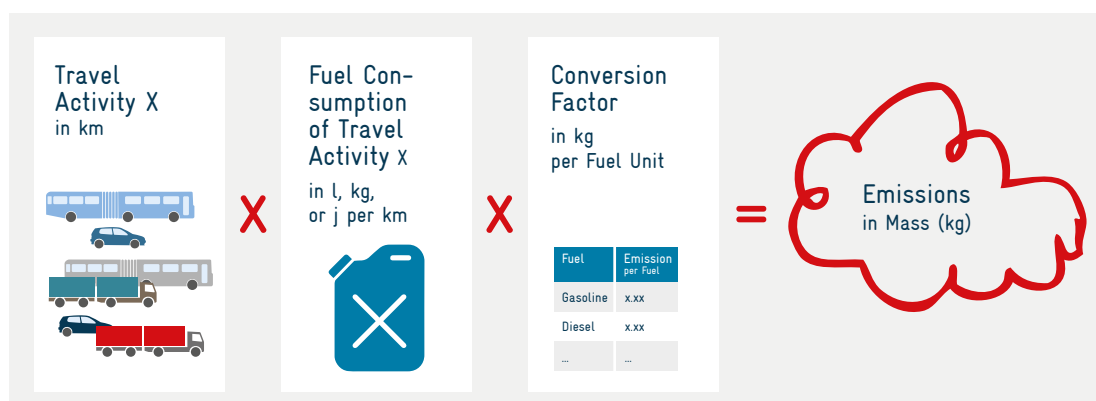 Travel
Activity X
in km
X
Fuel Con-
sumption
of Travel
Activity X
in l, kg,
or j per km
X
Conversion
Factor
in kg
per Fuel Unit
Fuel Emission
per Fuel
Gasoline x.xx
Diesel x.xx
... ...
=
Emissions
in Mass (kg)